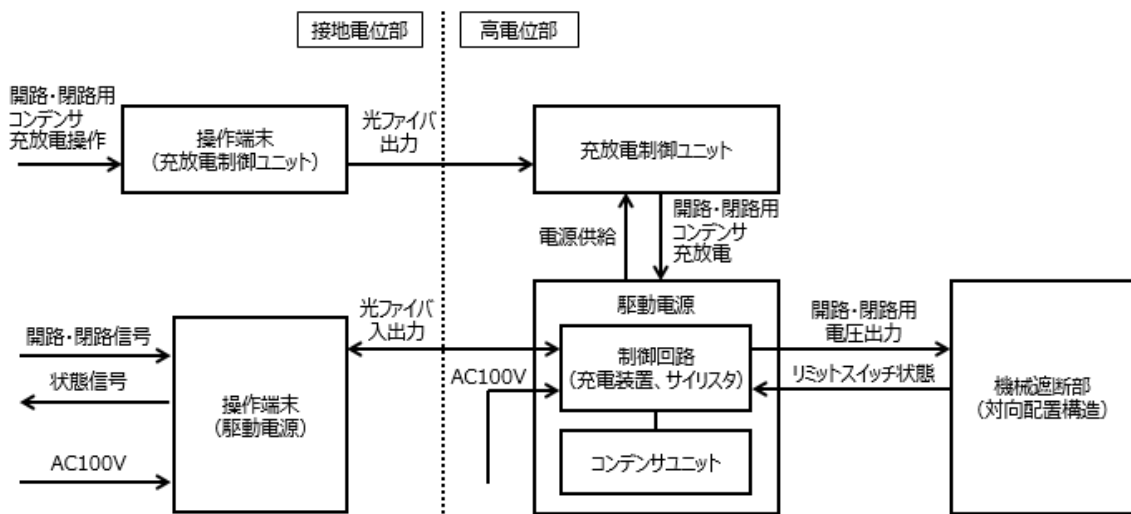 接地電位部
高電位部
開路・閉路用
コンデンサ
充放電操作
操作端末
(充放電制御ユニット)
光ファイバ
出力
充放電制御ユニット
電源供給
開路・閉路用
コンデンサ
充放電
開路・閉路信号
状態信号
AC100V
操作端末
(駆動電源)
光ファイバ
入出力
AC100V
駆動電源
制御回路
(充電装置、サイリスタ)
コンデンサユニット
開路・閉路用
電圧出力
リミットスイッチ状態
機械遮断部
(対向配置構造)